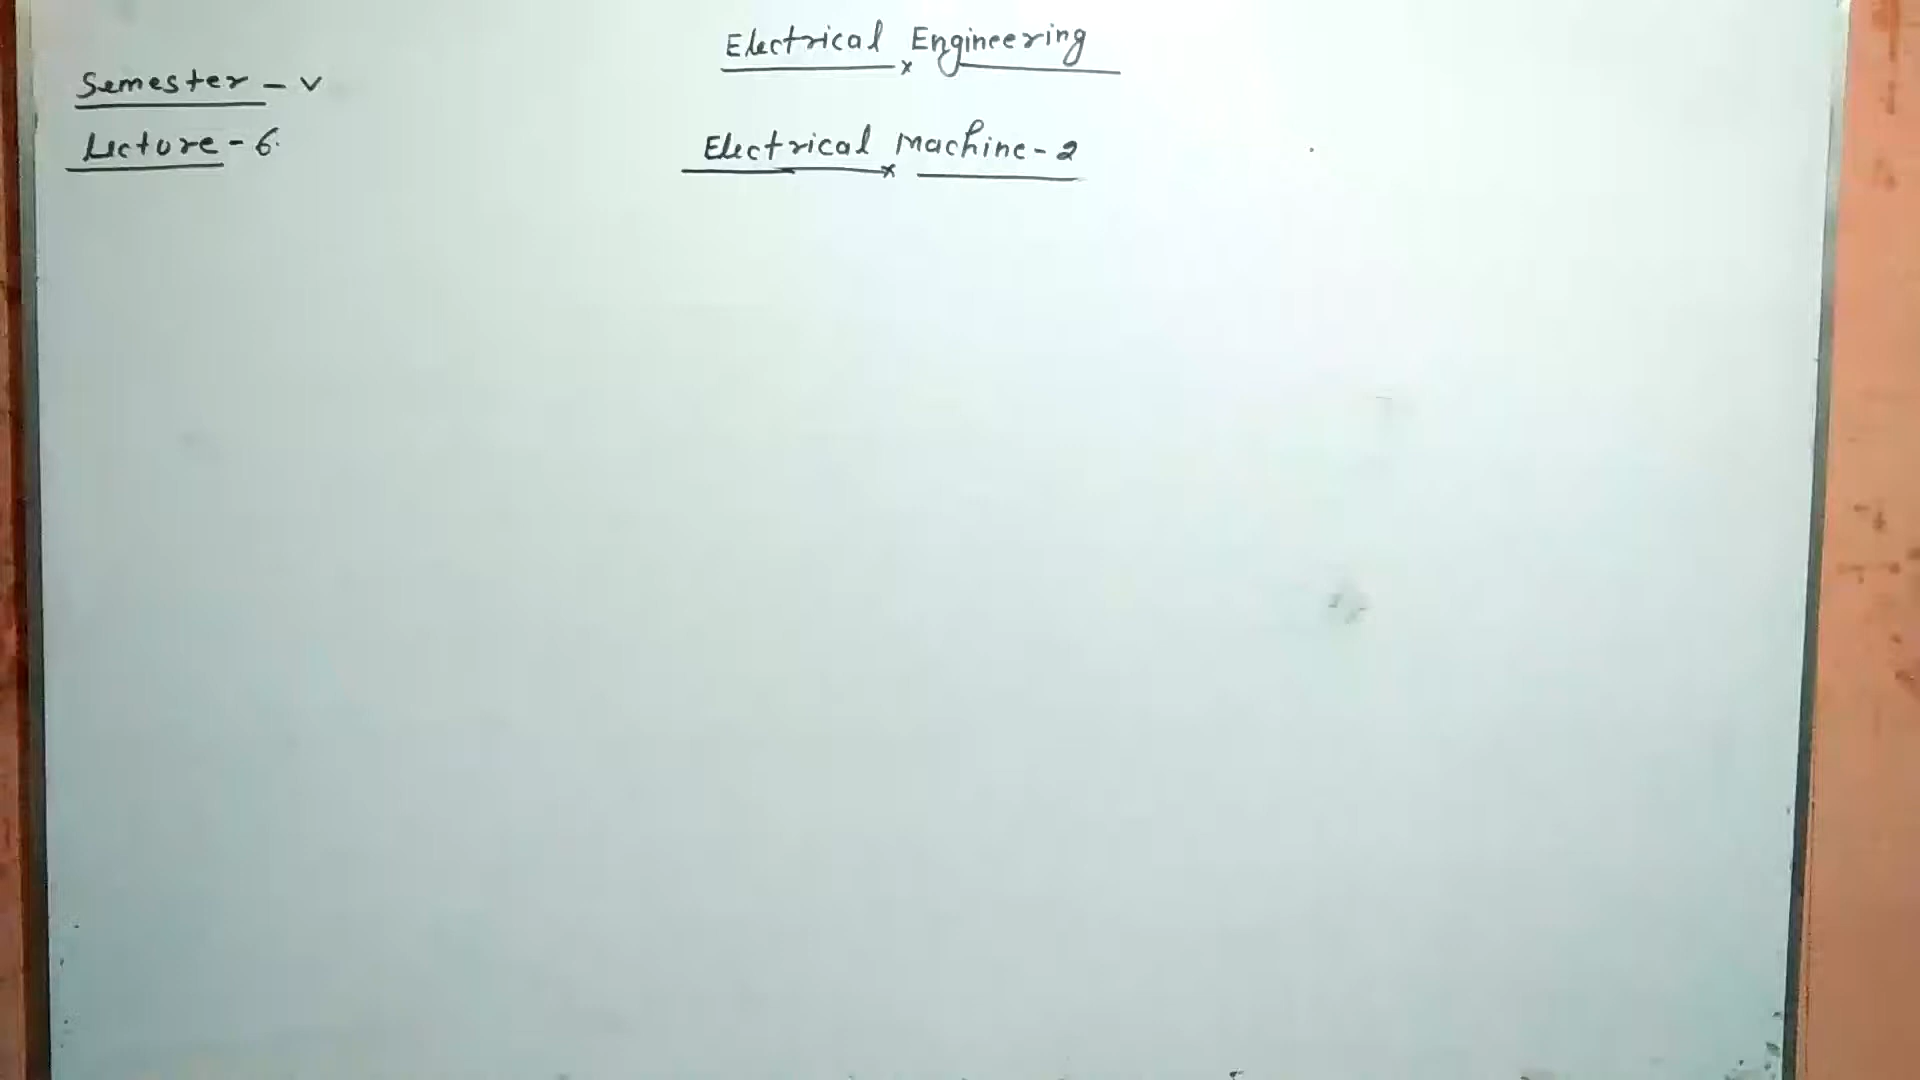 Electrical Engineering
Semester - V
Lecture - 6.
Electrical Machine - 2